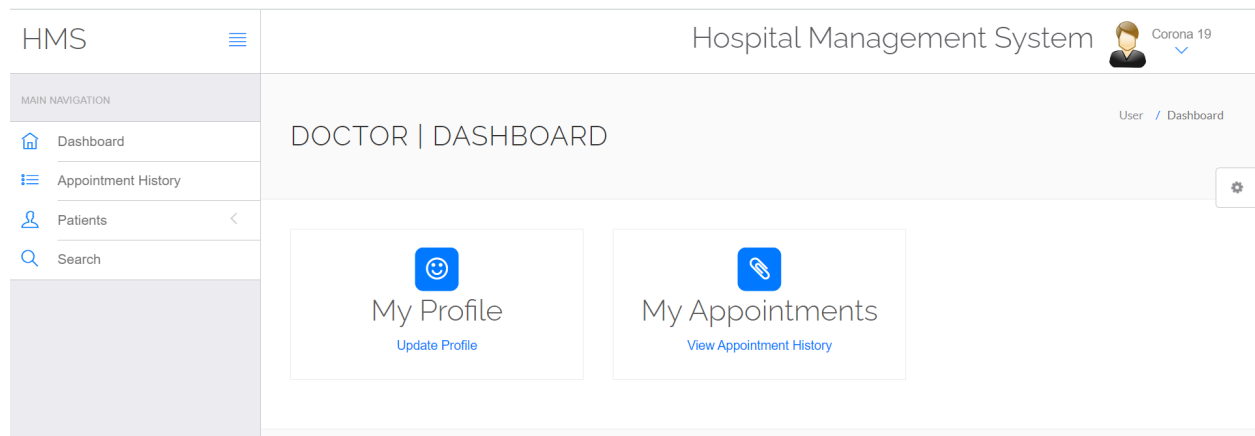 HMS
Hospital Management System
Corona 19
MAIN NAVIGATION
Dashboard
Appointment History
Patients
Search
DOCTOR | DASHBOARD
User / Dashboard
My Profile
Update Profile
My Appointments
View Appointment History